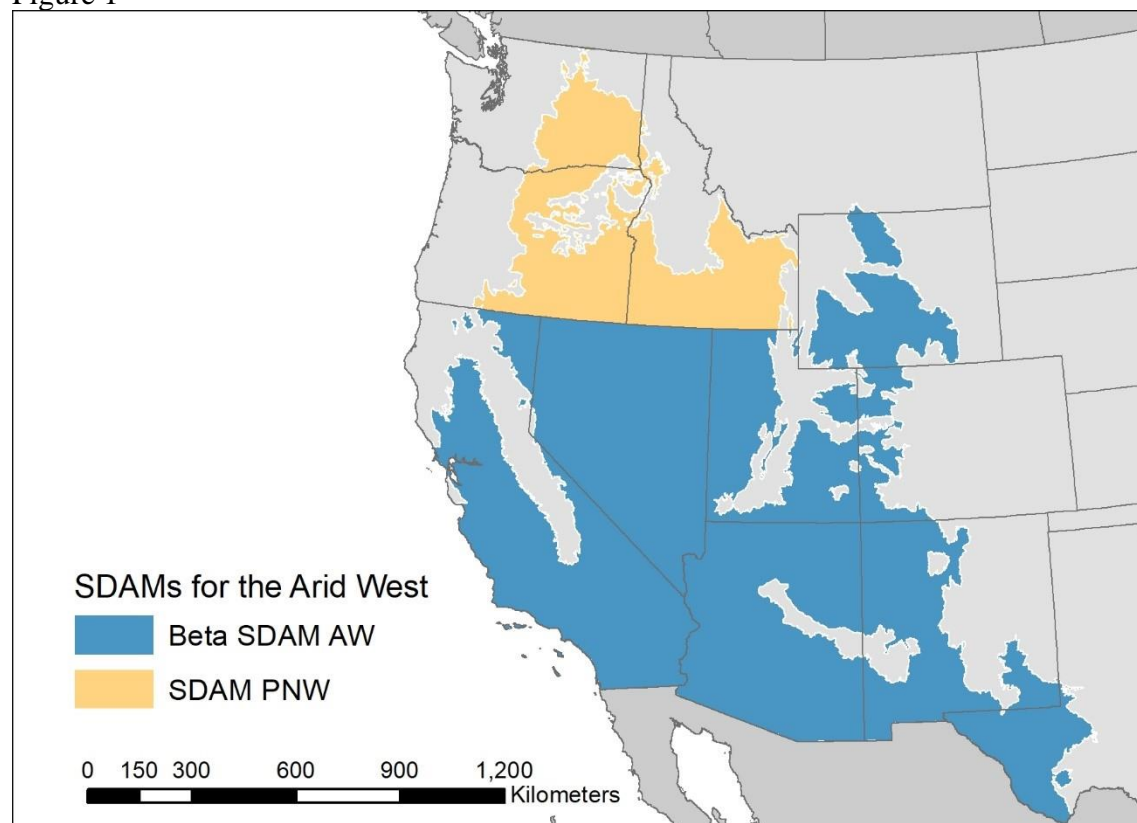 Figure 1
SDAMs for the Arid West
Beta SDAM AW
SDAM PNW
0 150 300 600 900 1,200
Kilometers